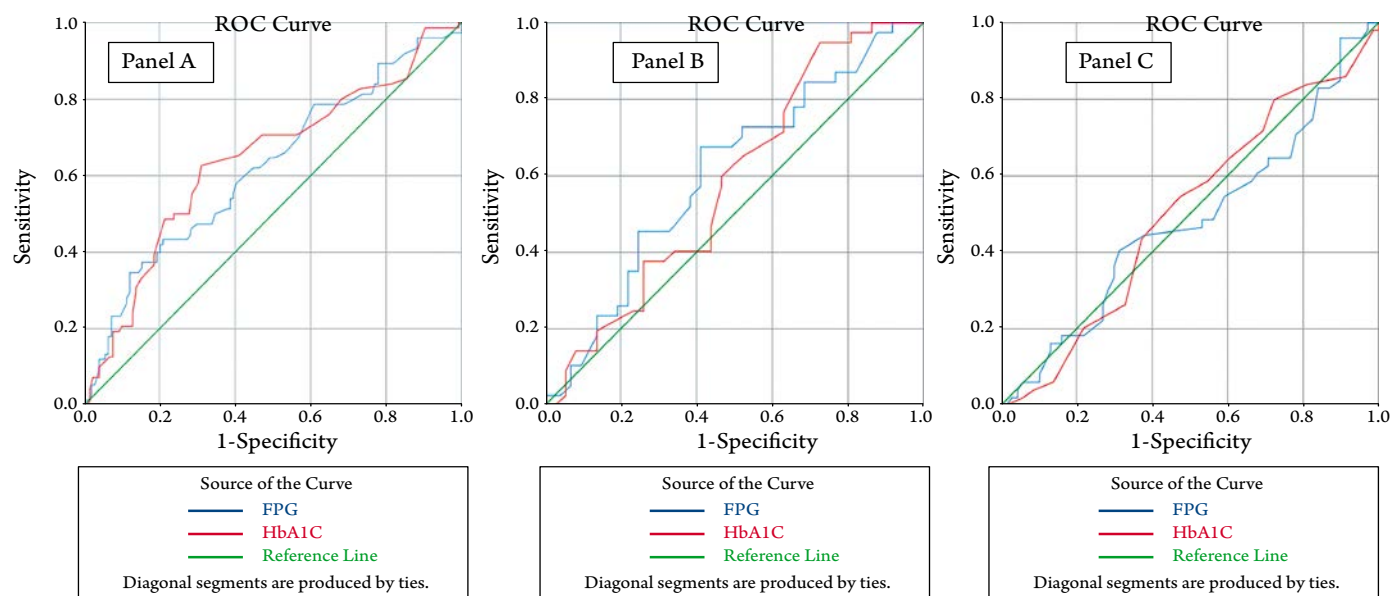 ROC Curve
Panel A
1.0
0.8
0.6
0.4
0.2
0.0
Sensitivity
0.0 0.2 0.4 0.6 0.8 1.0
1-Specificity
Source of the Curve
FPG
HbA1C
Reference Line
Diagonal segments are produced by ties.
ROC Curve
Panel B
1.0
0.8
0.6
0.4
0.2
0.0
Sensitivity
0.0 0.2 0.4 0.6 0.8 1.0
1-Specificity
Source of the Curve
FPG
HbA1C
Reference Line
Diagonal segments are produced by ties.
ROC Curve
Panel C
1.0
0.8
0.6
0.4
0.2
0.0
Sensitivity
0.0 0.2 0.4 0.6 0.8 1.0
1-Specificity
Source of the Curve
FPG
HbA1C
Reference Line
Diagonal segments are produced by ties.